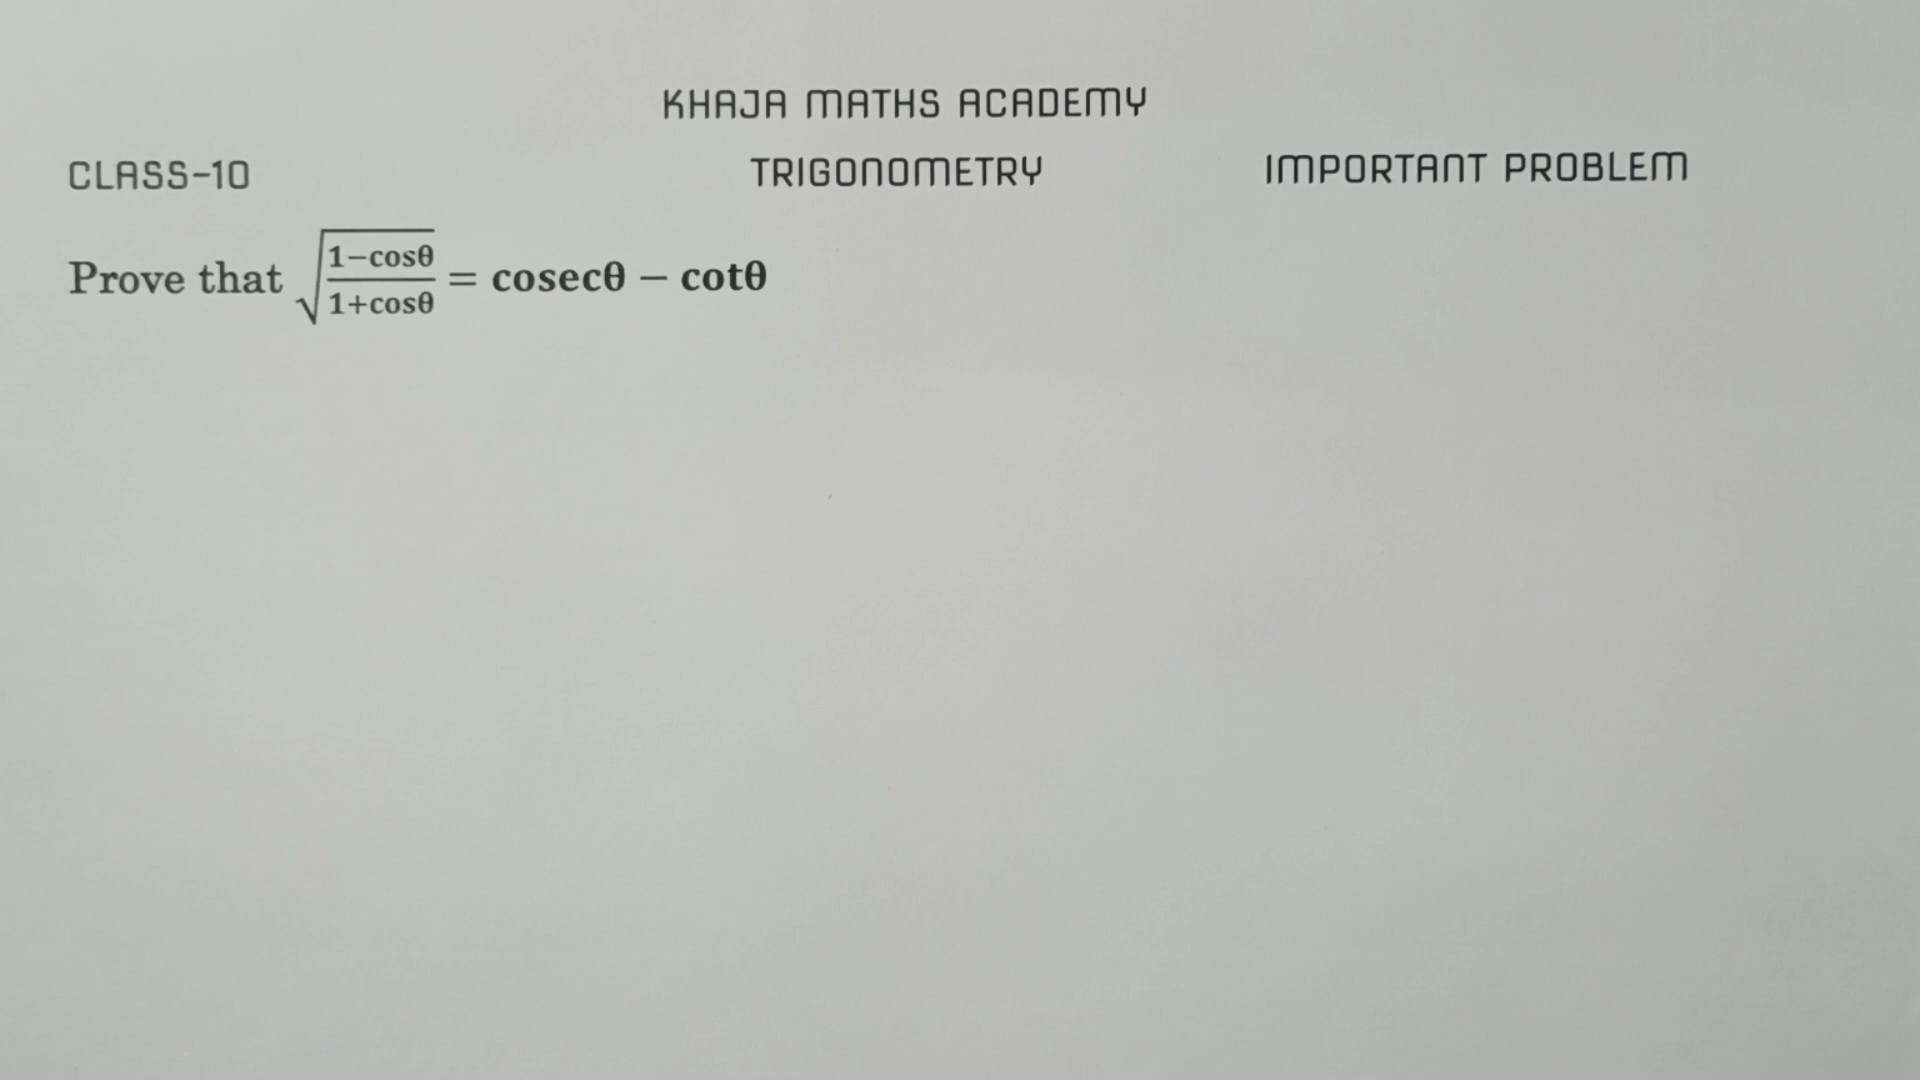 KHAJA MATHS ACADEMY
CLASS-10 TRIGONOMETRY IMPORTANT PROBLEM
Prove that √((1−cosθ)/(1+cosθ)) = cosecθ − cotθ